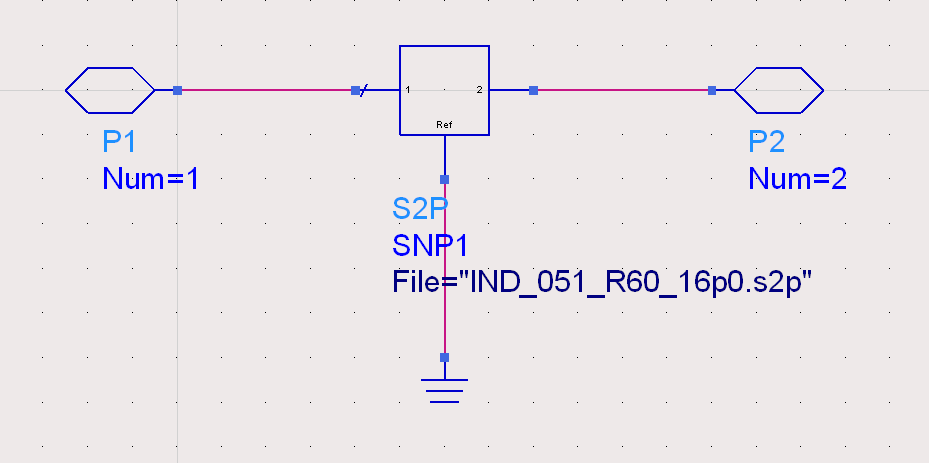 1 2
Ref
P1
Num=1
P2
Num=2
S2P
SNP1
File="IND_051_R60_16p0.s2p"